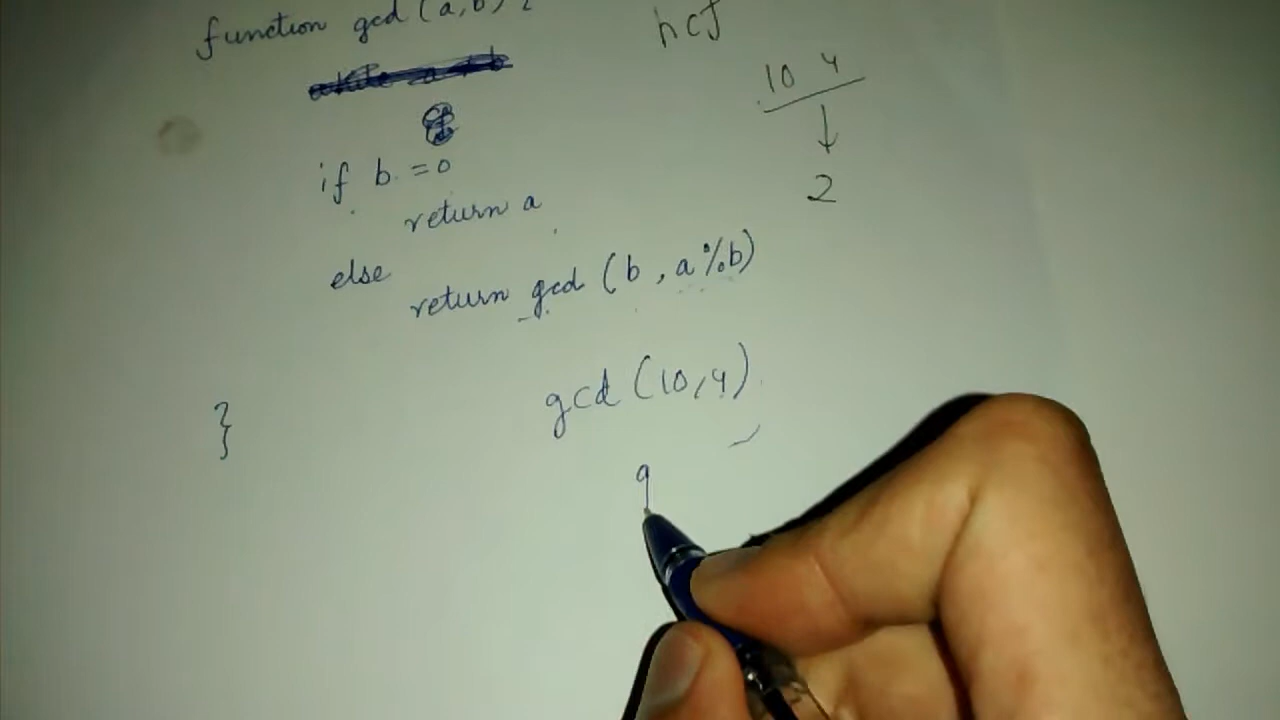 function gcd (a,b) {
if b = 0
return a
else
return gcd (b , a%b)
}
hcf
10 4
↓
2
gcd (10,4)
g